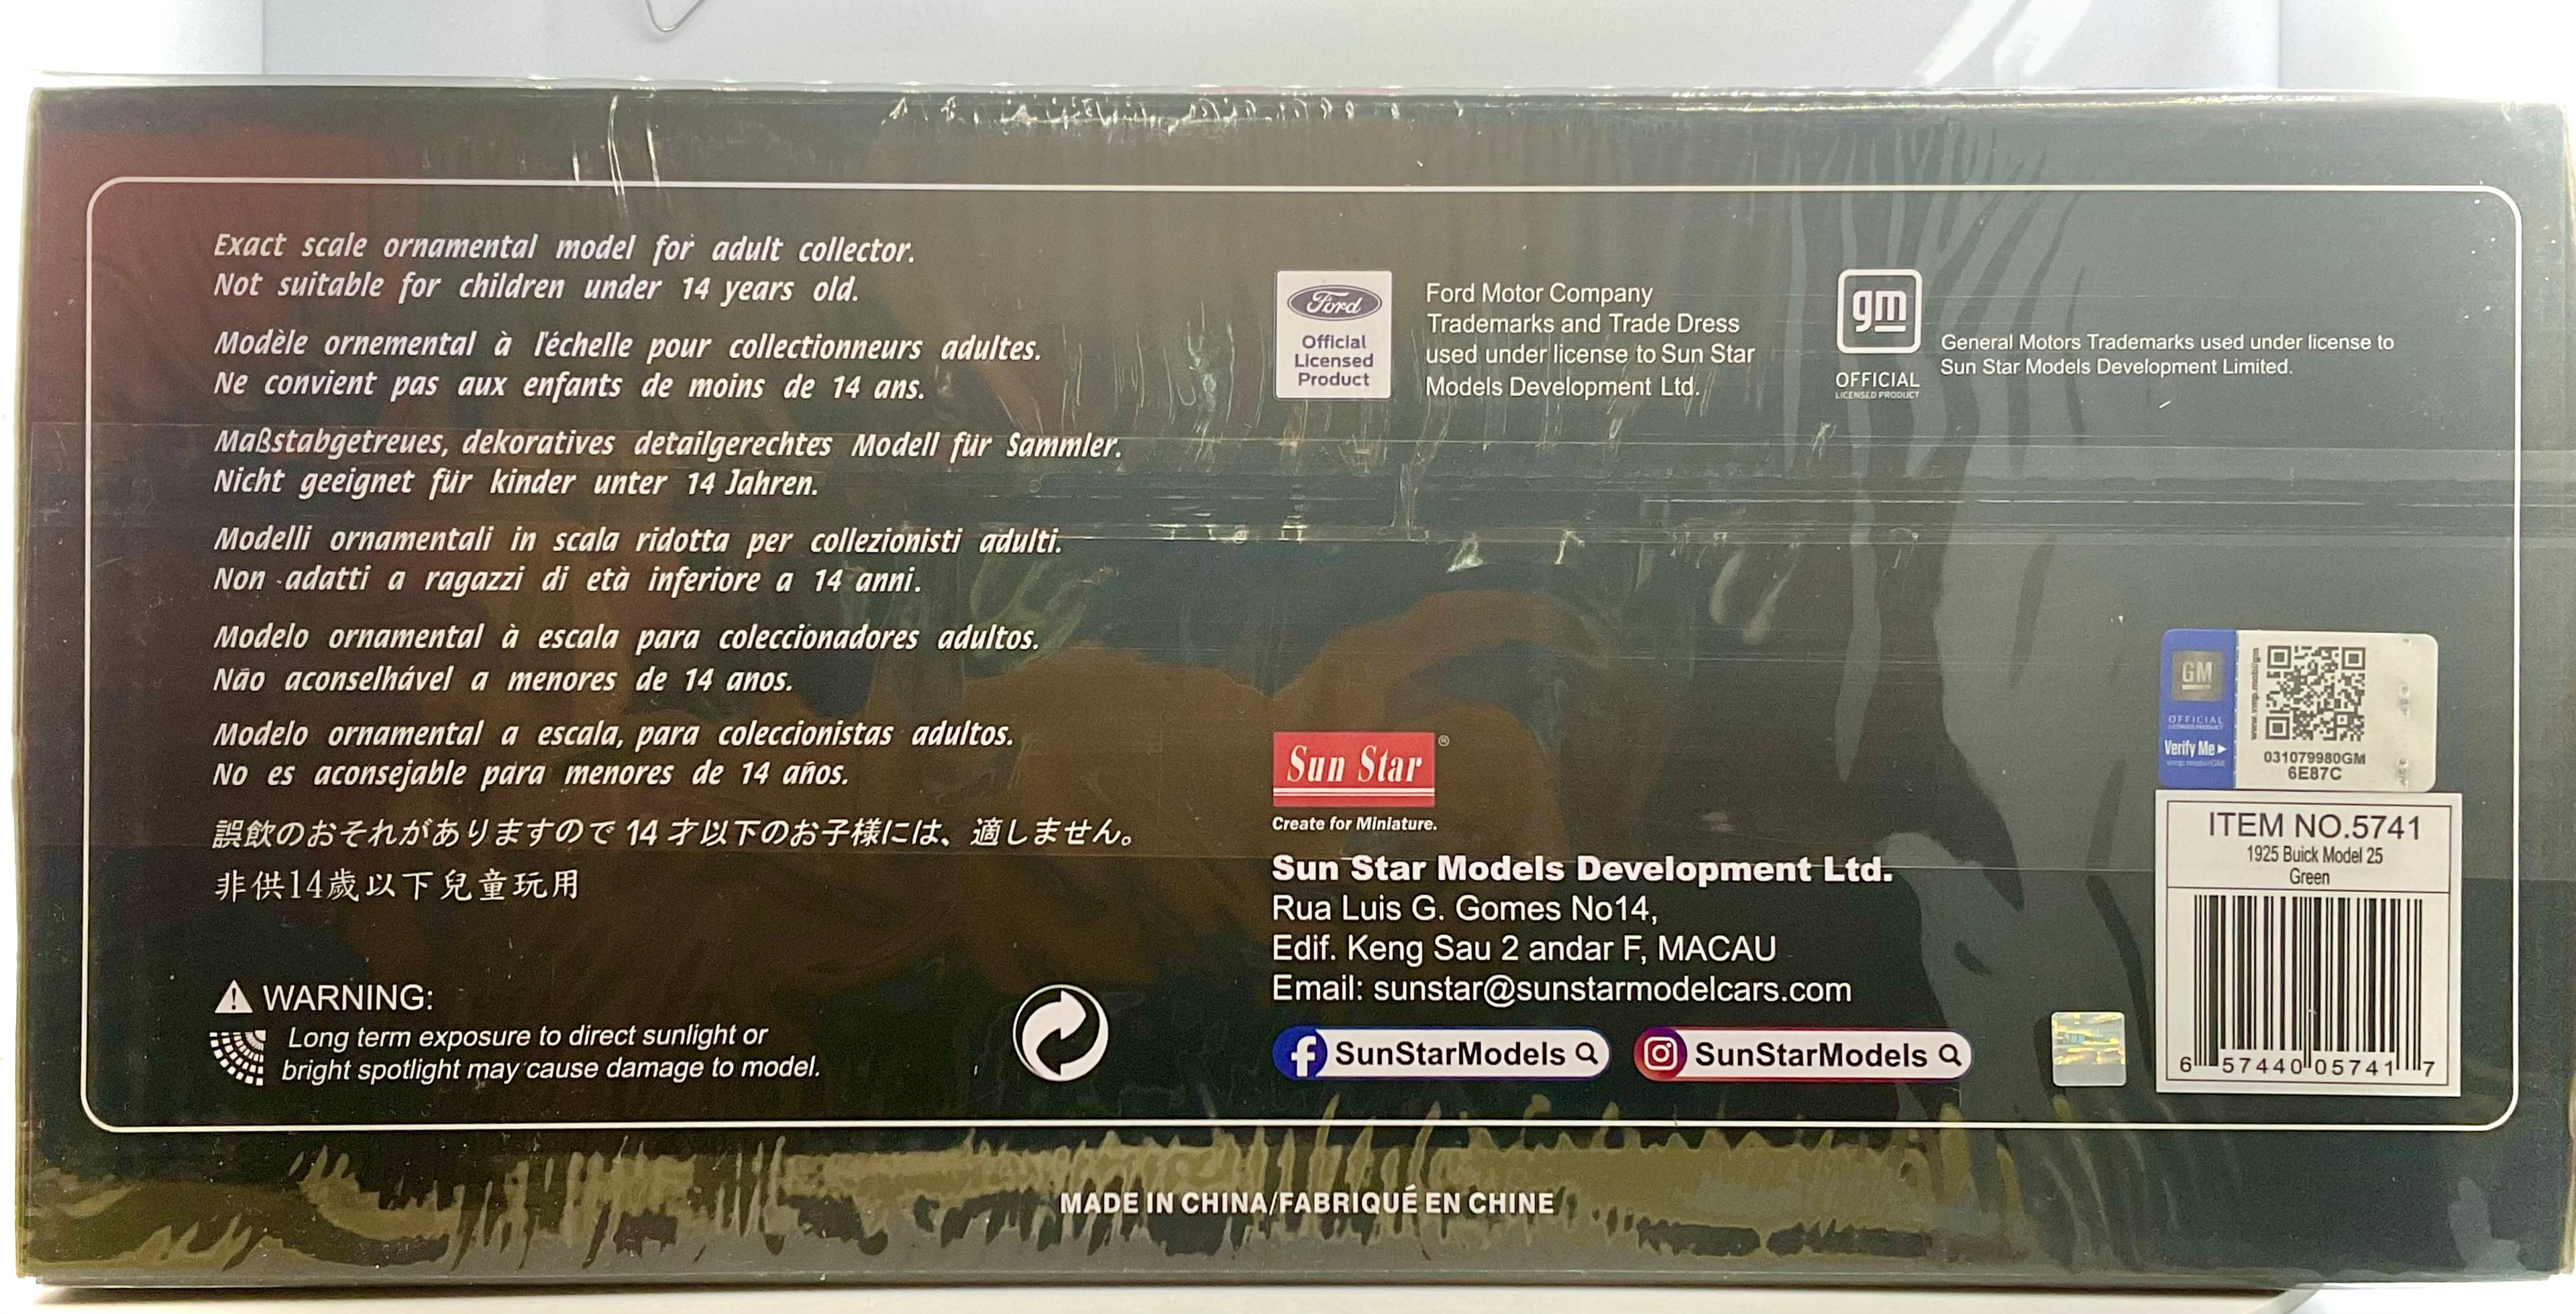 Exact scale ornamental model for adult collector.
Not suitable for children under 14 years old.
Modèle ornemental à l'échelle pour collectionneurs adultes.
Ne convient pas aux enfants de moins de 14 ans.
Maßstabgetreues, dekoratives detailgerechtes Modell für Sammler.
Nicht geeignet für kinder unter 14 Jahren.
Modelli ornamentali in scala ridotta per collezionisti adulti.
Non adatti a ragazzi di età inferiore a 14 anni.
Modelo ornamental à escala para coleccionadores adultos.
Não aconselhável a menores de 14 anos.
Modelo ornamental a escala, para coleccionistas adultos.
No es aconsejable para menores de 14 años.
誤飲のおそれがありますので 14 才以下のお子様には、適しません。
非供14歲以下兒童玩用
WARNING:
Long term exposure to direct sunlight or
bright spotlight may cause damage to model.
Ford
Official
Licensed
Product
Ford Motor Company
Trademarks and Trade Dress
used under license to Sun Star
Models Development Ltd.
gm
OFFICIAL
LICENSED PRODUCT
General Motors Trademarks used under license to
Sun Star Models Development Limited.
Sun Star®
Create for Miniature.
Sun Star Models Development Ltd.
Rua Luis G. Gomes No14,
Edif. Keng Sau 2 andar F, MACAU
Email: sunstar@sunstarmodelcars.com
SunStarModels
SunStarModels
GM
OFFICIAL
LICENSED PRODUCT
Verify Me
www.vmp.mobi/gm
031079980GM
6E87C
ITEM NO.5741
1925 Buick Model 25
Green
6 57440 05741 7
MADE IN CHINA/FABRIQUÉ EN CHINE